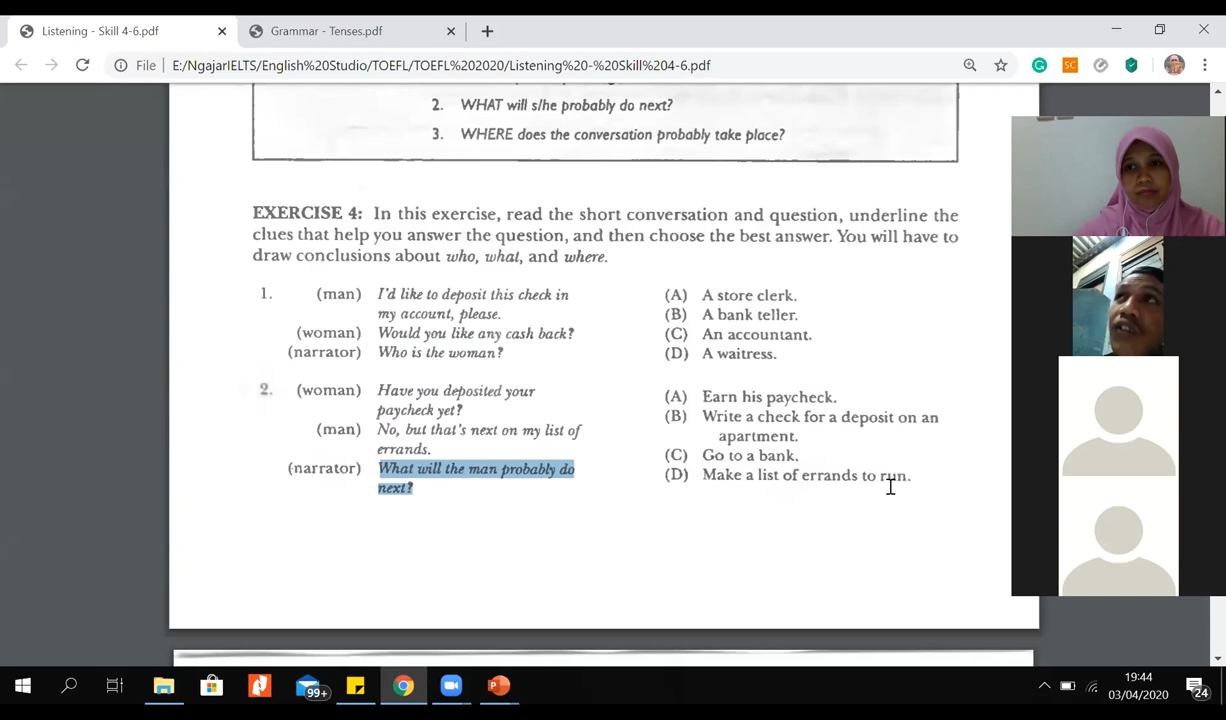 Listening - Skill 4-6.pdf
Grammar - Tenses.pdf
File
E:/NgajarIELTS/English%20Studio/TOEFL/TOEFL%202020/Listening%20-%20Skill%204-6.pdf
SC
2. WHAT will s/he probably do next?
3. WHERE does the conversation probably take place?
EXERCISE 4: In this exercise, read the short conversation and question, underline the
clues that help you answer the question, and then choose the best answer. You will have to
draw conclusions about who, what, and where.
1. (man) I'd like to deposit this check in
my account, please.
(woman) Would you like any cash back?
(narrator) Who is the woman?
(A) A store clerk.
(B) A bank teller.
(C) An accountant.
(D) A waitress.
2. (woman) Have you deposited your
paycheck yet?
(man) No, but that's next on my list of
errands.
(narrator) What will the man probably do
next?
(A) Earn his paycheck.
(B) Write a check for a deposit on an
apartment.
(C) Go to a bank.
(D) Make a list of errands to run.
99+
19:44
03/04/2020
24